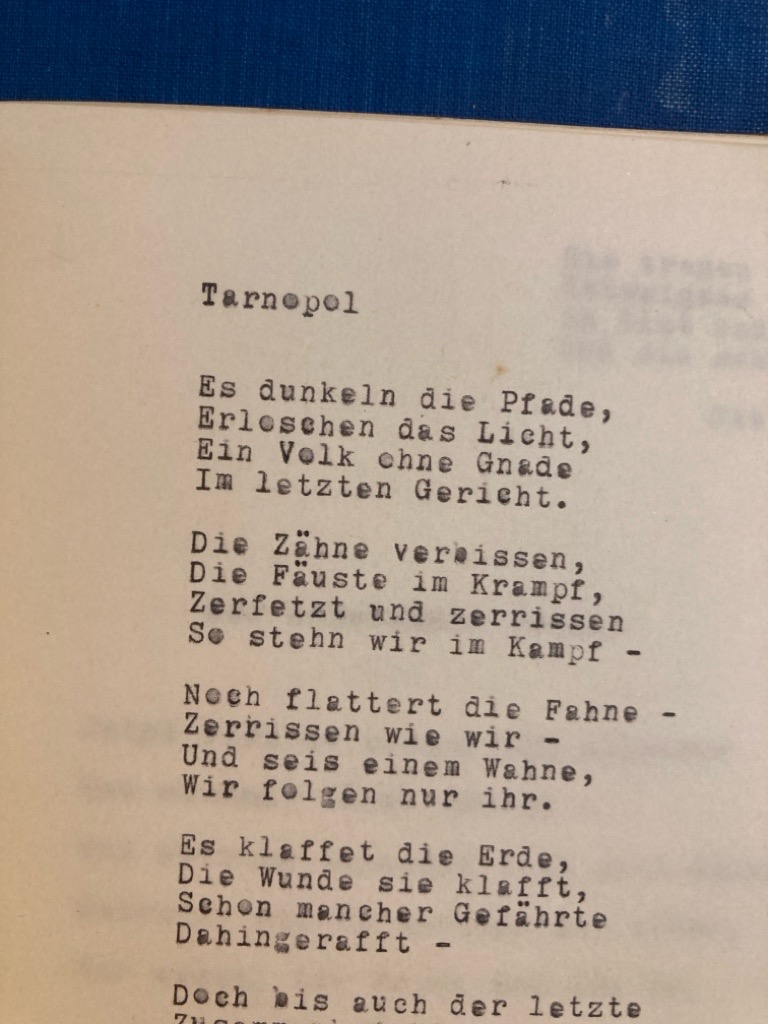 Tarnopol
Es dunkeln die Pfade,
Erloschen das Licht,
Ein Volk ohne Gnade
Im letzten Gericht.
Die Zähne verbissen,
Die Fäuste im Krampf,
Zerfetzt und zerrissen
So stehn wir im Kampf -
Noch flattert die Fahne -
Zerrissen wie wir -
Und seis einem Wahne,
Wir folgen nur ihr.
Es klaffet die Erde,
Die Wunde sie klafft,
Schon mancher Gefährte
Dahingerafft -
Doch bis auch der letzte